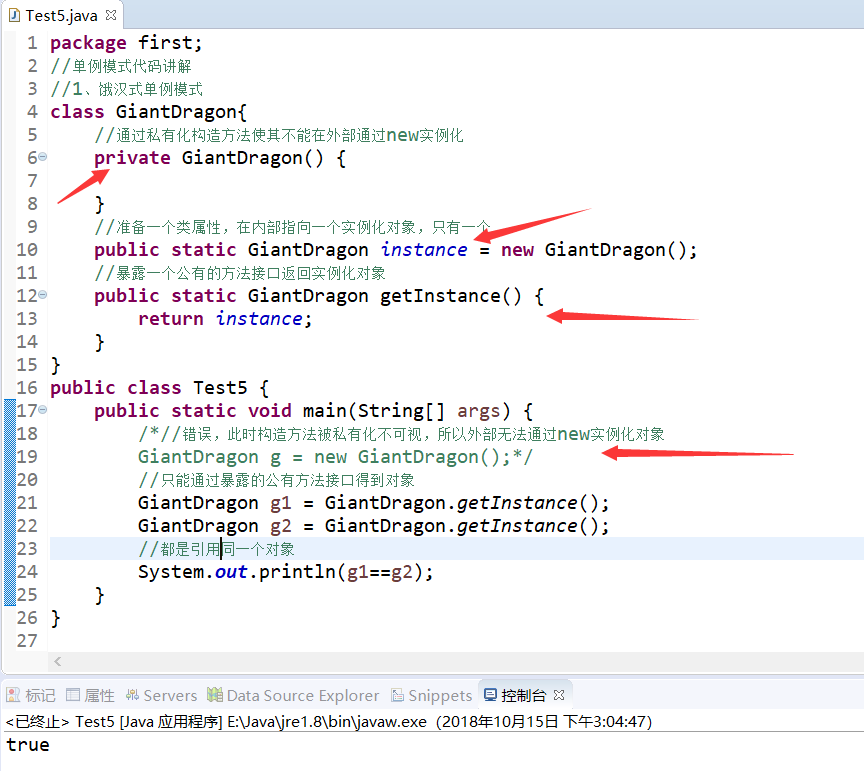 Test5.java
1 package first;
2 //单例模式代码讲解
3 //1、饿汉式单例模式
4 class GiantDragon{
5 //通过私有化构造方法使其不能在外部通过new实例化
6 private GiantDragon() {
7
8 }
9 //准备一个类属性，在内部指向一个实例化对象，只有一个
10 public static GiantDragon instance = new GiantDragon();
11 //暴露一个公有的方法接口返回实例化对象
12 public static GiantDragon getInstance() {
13 return instance;
14 }
15 }
16 public class Test5 {
17 public static void main(String[] args) {
18 /*//错误，此时构造方法被私有化不可视，所以外部无法通过new实例化对象
19 GiantDragon g = new GiantDragon();*/
20 //只能通过暴露的公有方法接口得到对象
21 GiantDragon g1 = GiantDragon.getInstance();
22 GiantDragon g2 = GiantDragon.getInstance();
23 //都是引用同一个对象
24 System.out.println(g1==g2);
25 }
26 }
27
标记 属性 Servers Data Source Explorer Snippets 控制台
<已终止> Test5 [Java 应用程序] E:\Java\jre1.8\bin\javaw.exe（2018年10月15日 下午3:04:47）
true